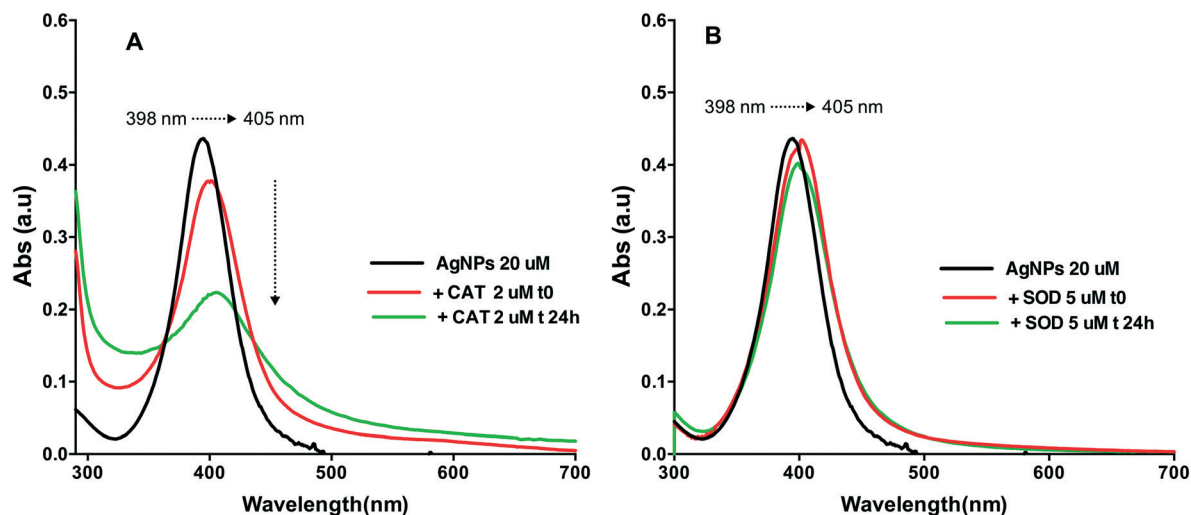 A
0.6
0.5
0.4
0.3
0.2
0.1
0.0
Abs (a.u)
398 nm 405 nm
AgNPs 20 uM
+ CAT 2 uM t0
+ CAT 2 uM t 24h
300 400 500 600 700
Wavelength(nm)
B
0.6
0.5
0.4
0.3
0.2
0.1
0.0
Abs (a.u)
398 nm 405 nm
AgNPs 20 uM
+ SOD 5 uM t0
+ SOD 5 uM t 24h
300 400 500 600 700
Wavelength(nm)